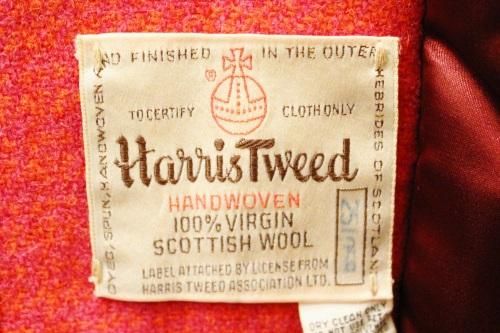 DYED, SPUN, HANDWOVEN AND FINISHED IN THE OUTER HEBRIDES OF SCOTLAND
®
TO CERTIFY CLOTH ONLY
Harris Tweed
HANDWOVEN
100% VIRGIN
SCOTTISH WOOL
LABEL ATTACHED BY LICENSE FROM
HARRIS TWEED ASSOCIATION LTD.
DRY CLEAN ONLY